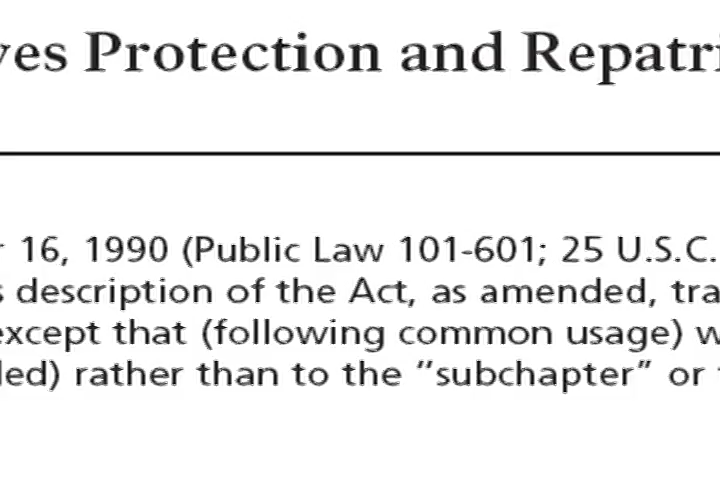 ves Protection and Repatri
r 16, 1990 (Public Law 101-601; 25 U.S.C.
s description of the Act, as amended, tra
except that (following common usage) w
led) rather than to the “subchapter” or